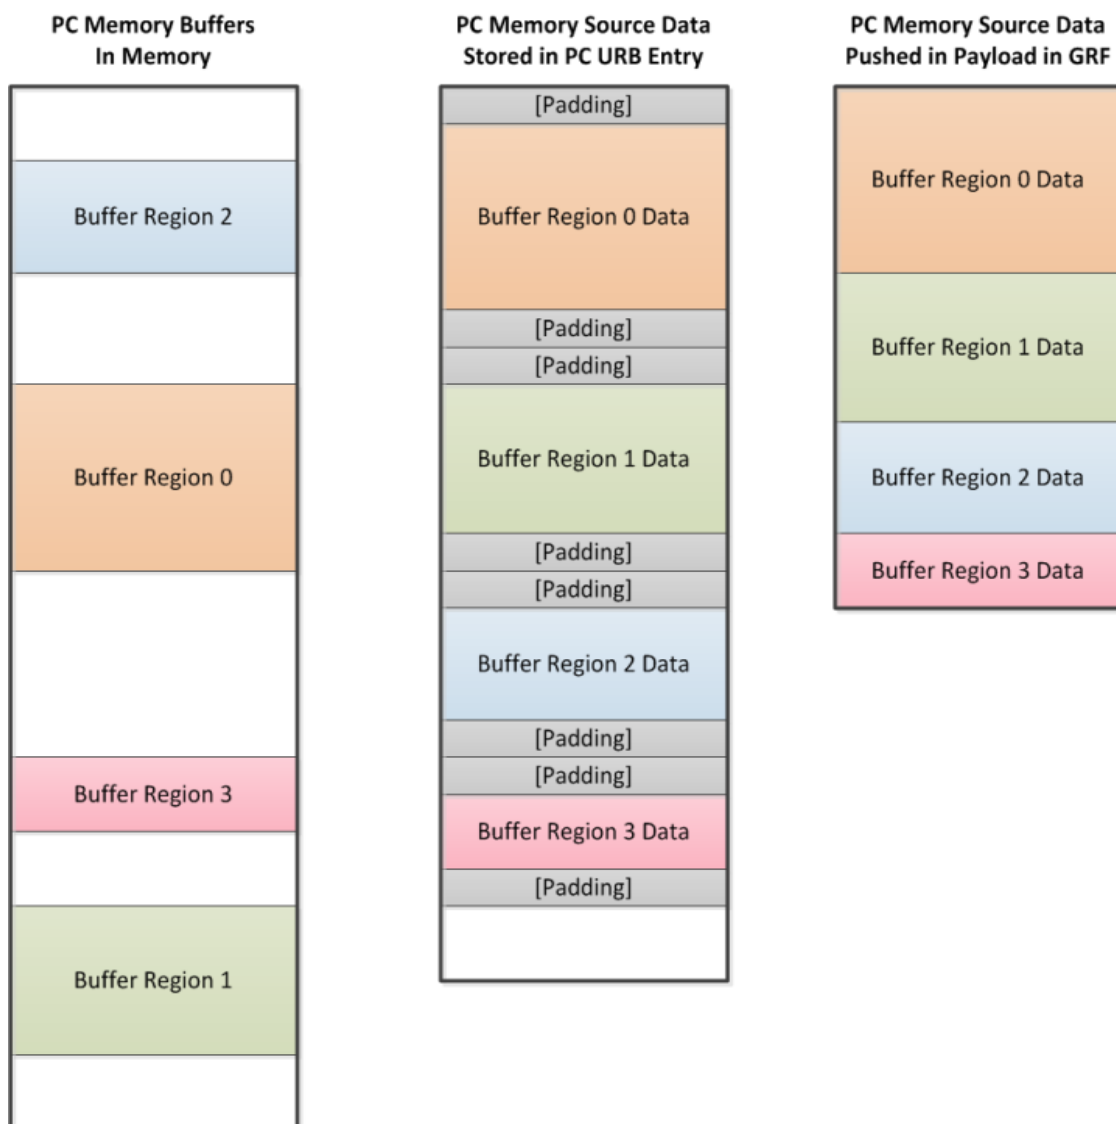 PC Memory Buffers
In Memory
Buffer Region 2
Buffer Region 0
Buffer Region 3
Buffer Region 1
PC Memory Source Data
Stored in PC URB Entry
[Padding]
Buffer Region 0 Data
[Padding]
[Padding]
Buffer Region 1 Data
[Padding]
[Padding]
Buffer Region 2 Data
[Padding]
[Padding]
Buffer Region 3 Data
[Padding]
PC Memory Source Data
Pushed in Payload in GRF
Buffer Region 0 Data
Buffer Region 1 Data
Buffer Region 2 Data
Buffer Region 3 Data